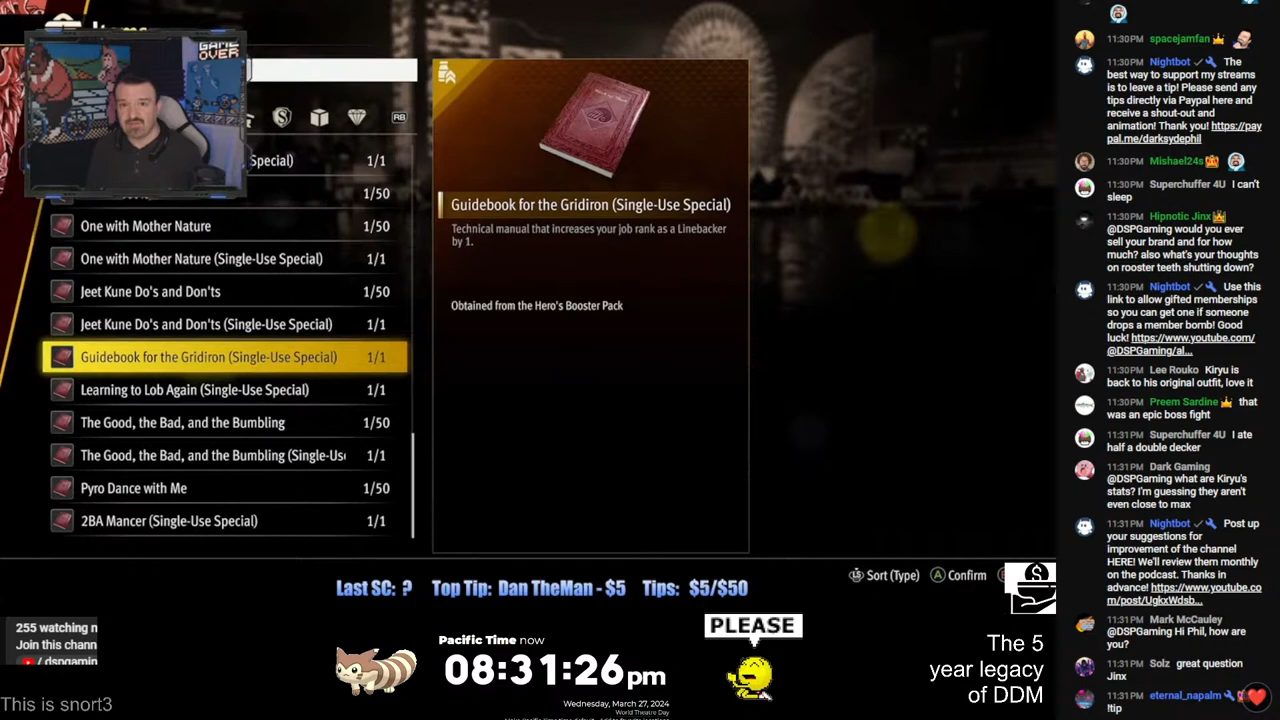 Items
GAME
OVER
RB
Special) 1/1
1/50
One with Mother Nature 1/50
One with Mother Nature (Single-Use Special) 1/1
Jeet Kune Do's and Don'ts 1/50
Jeet Kune Do's and Don'ts (Single-Use Special) 1/1
Guidebook for the Gridiron (Single-Use Special) 1/1
Learning to Lob Again (Single-Use Special) 1/1
The Good, the Bad, and the Bumbling 1/50
The Good, the Bad, and the Bumbling (Single-Use 1/1
Pyro Dance with Me 1/50
2BA Mancer (Single-Use Special) 1/1
Guidebook for the Gridiron (Single-Use Special)
Technical manual that increases your job rank as a Linebacker
by 1.
Obtained from the Hero's Booster Pack
LS Sort (Type) A Confirm
Last SC: ? Top Tip: Dan TheMan - $5 Tips: $5/$50
255 watching n
Join this chann
/ dspgamin
This is snort3
Pacific Time now
08:31:26 pm
Wednesday, March 27, 2024
World Theatre Day
PLEASE
The 5
year legacy
of DDM
11:30PM spacejamfan
11:30PM Nightbot The
best way to support my streams
is to leave a tip! Please send any
tips directly via Paypal here and
receive a shout-out and
animation! Thank you! https://pay
pal.me/darksydephil
11:30PM Mishael24s
11:30PM Superchuffer 4U I can't
sleep
11:30PM Hipnotic Jinx
@DSPGaming would you ever
sell your brand and for how
much? also what's your thoughts
on rooster teeth shutting down?
11:30PM Nightbot Use this
link to allow gifted memberships
so you can get one if someone
drops a member bomb! Good
luck! https://www.youtube.com/
@DSPGaming/al...
11:30PM Lee Rouko Kiryu is
back to his original outfit, love it
11:30PM Preem Sardine that
was an epic boss fight
11:31PM Superchuffer 4U I ate
half a double decker
11:31PM Dark Gaming
@DSPGaming what are Kiryu's
stats? I'm guessing they aren't
even close to max
11:31PM Nightbot Post up
your suggestions for
improvement of the channel
HERE! We'll review them monthly
on the podcast. Thanks in
advance! https://www.youtube.co
m/post/UgkxWdsb...
11:31PM Mark McCauley
@DSPGaming Hi Phil, how are
you?
11:31PM Solz great question
Jinx
11:31PM eternal_napalm
!tip